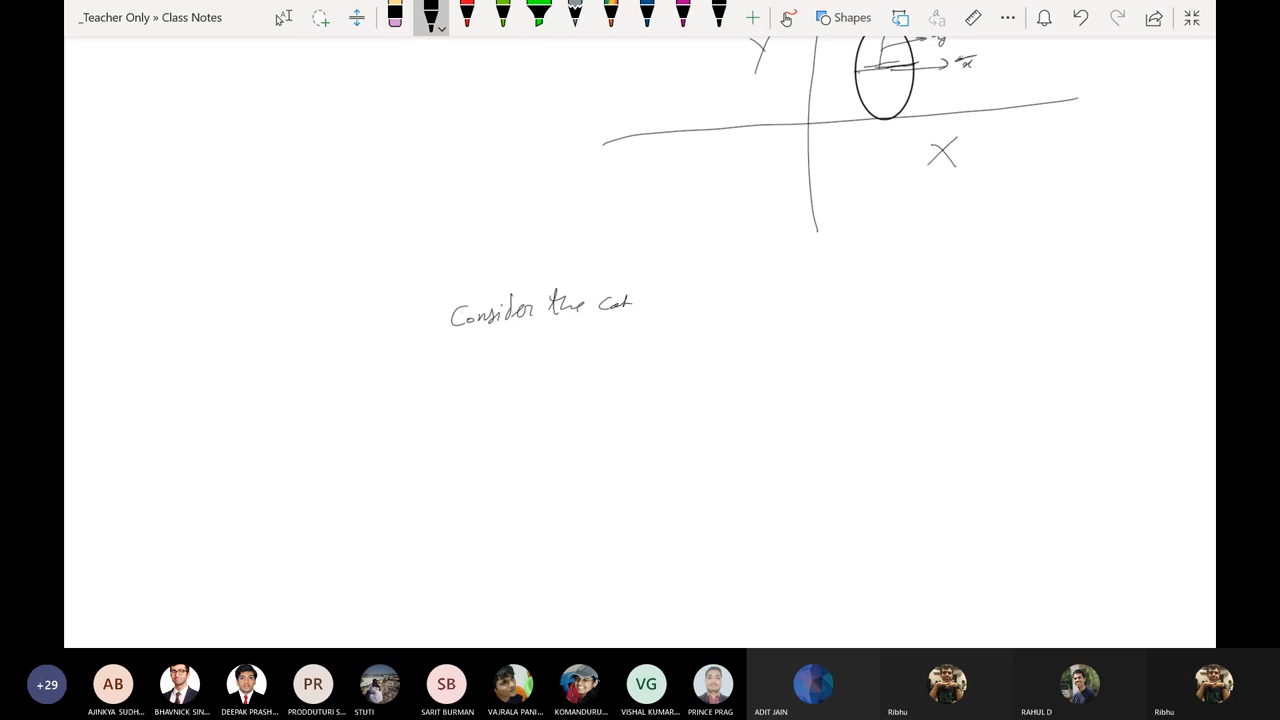 _Teacher Only » Class Notes
Shapes
Y
X
Consider the cat
+29
AB
PR
SB
VG
AJINKYA SUDH...
BHAVNICK SIN...
DEEPAK PRASH...
PRODDUTURI S...
STUTI
SARIT BURMAN
VAJRALA PANI...
KOMANDURU...
VISHAL KUMAR...
PRINCE PRAG
ADIT JAIN
Ribhu
RAHUL D
Ribhu